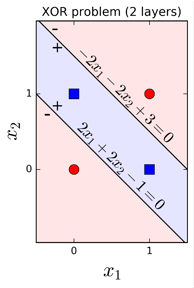 XOR problem (2 layers)
-
+
-2x₁-2x₂+3=0
1
+
-
2x₁+2x₂-1=0
x₂
0
0
1
x₁